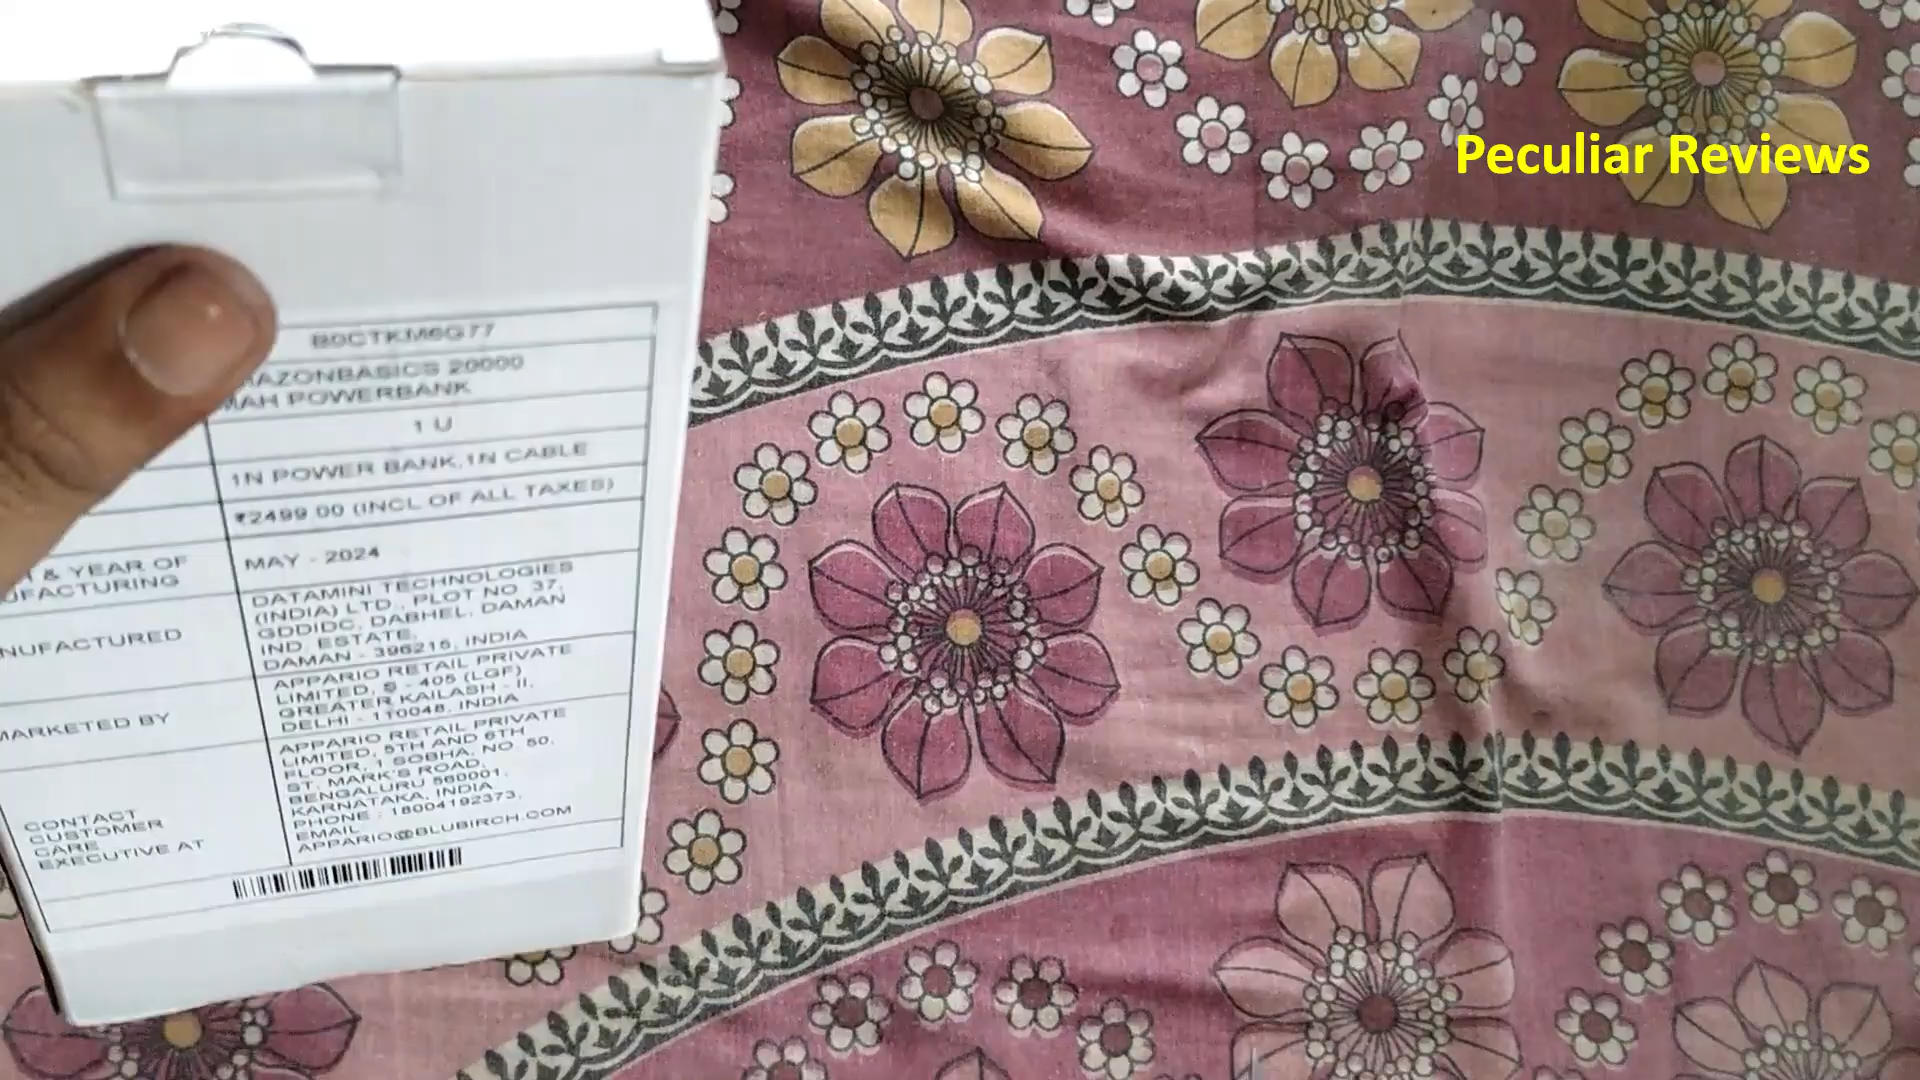 Peculiar Reviews
B0CTKM6G77
MAZONBASICS 20000
MAH POWERBANK
1 U
1N POWER BANK,1N CABLE
₹2499.00 (INCL OF ALL TAXES)
H & YEAR OF
UFACTURING
MAY - 2024
NUFACTURED
DATAMINI TECHNOLOGIES
(INDIA) LTD., PLOT NO. 37,
GDDIDC, DABHEL, DAMAN
IND. ESTATE,
DAMAN - 396215, INDIA
MARKETED BY
APPARIO RETAIL PRIVATE
LIMITED, S - 405 (LGF)
GREATER KAILASH - II,
DELHI - 110048, INDIA
CONTACT
CUSTOMER
CARE
EXECUTIVE AT
APPARIO RETAIL PRIVATE
LIMITED, 5TH AND 6TH
FLOOR, 1 SOBHA, NO. 50,
ST. MARK'S ROAD,
BENGALURU 560001,
KARNATAKA, INDIA
PHONE : 18004192373,
EMAIL
APPARIO@BLUBIRCH.COM